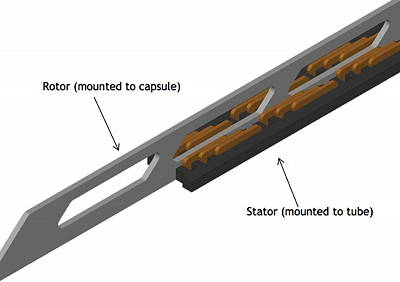 Rotor (mounted to capsule)
Stator (mounted to tube)